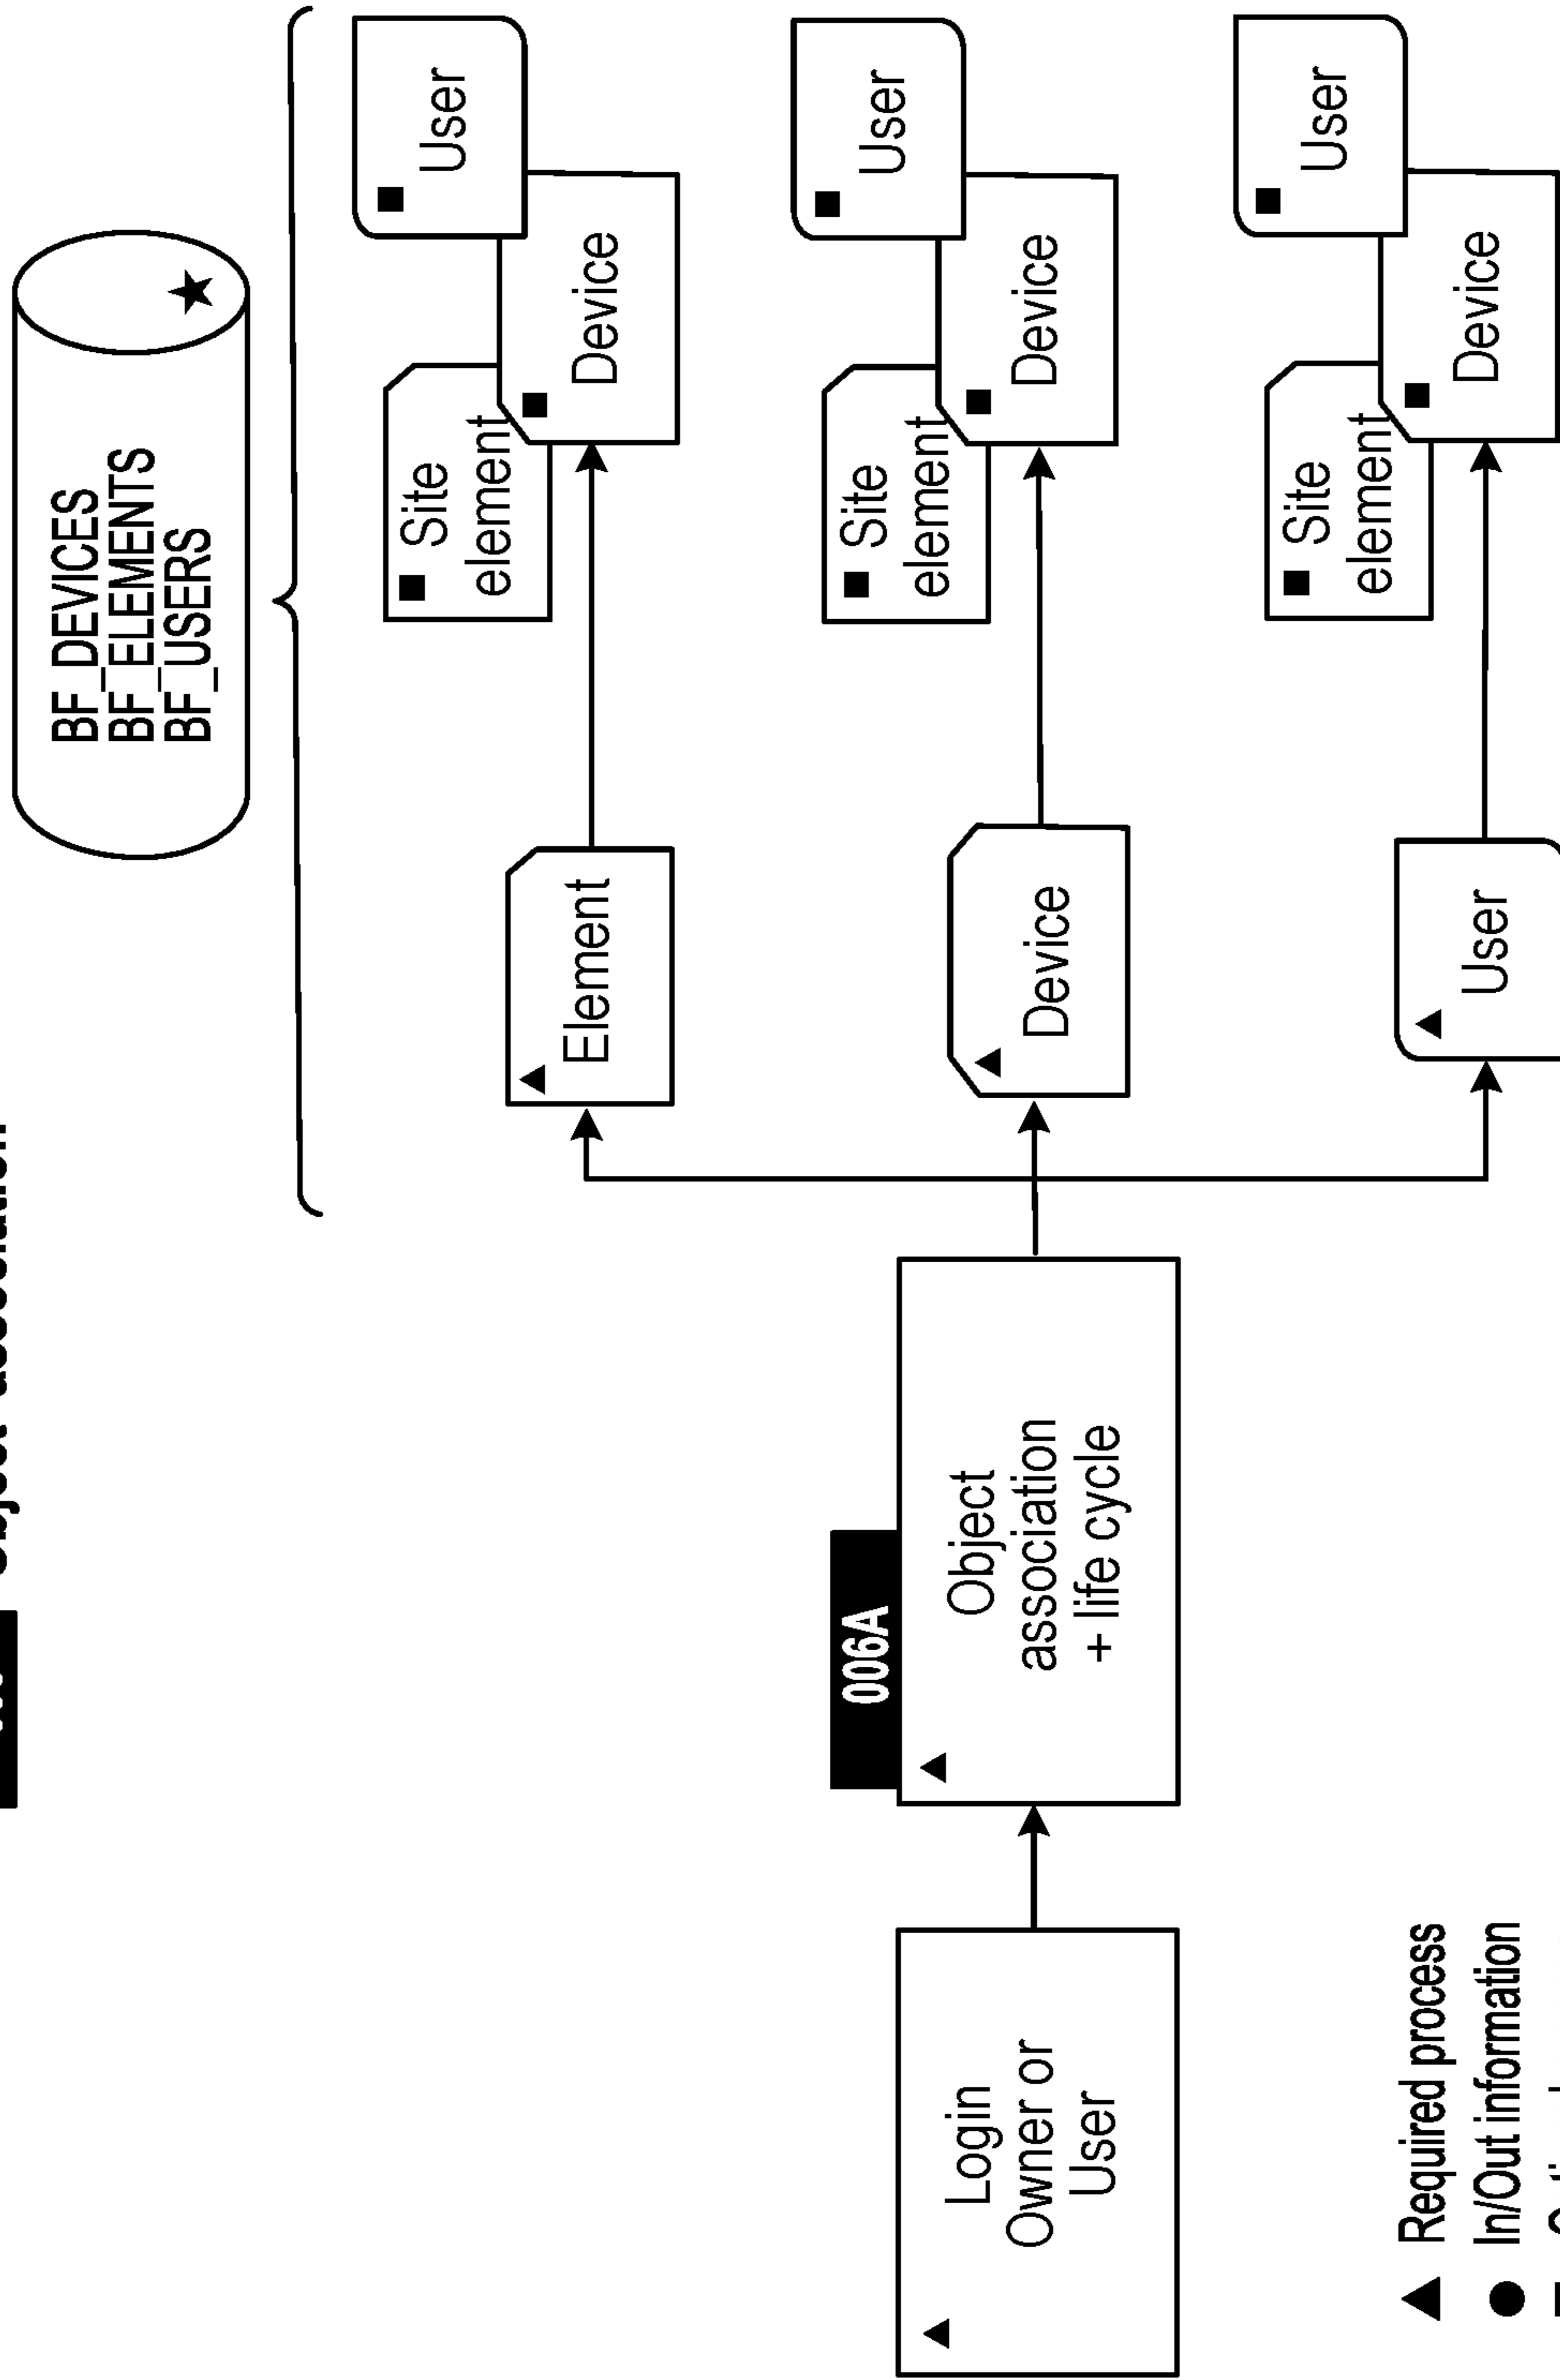 Object association
BF_DEVICES
BF_ELEMENTS
BF_USERS
Login
Owner or
User
006A
Object
association
+ life cycle
Element
Site
element
Device
User
Device
Site
element
Device
User
User
Site
element
Device
User
Required process
In/Out information